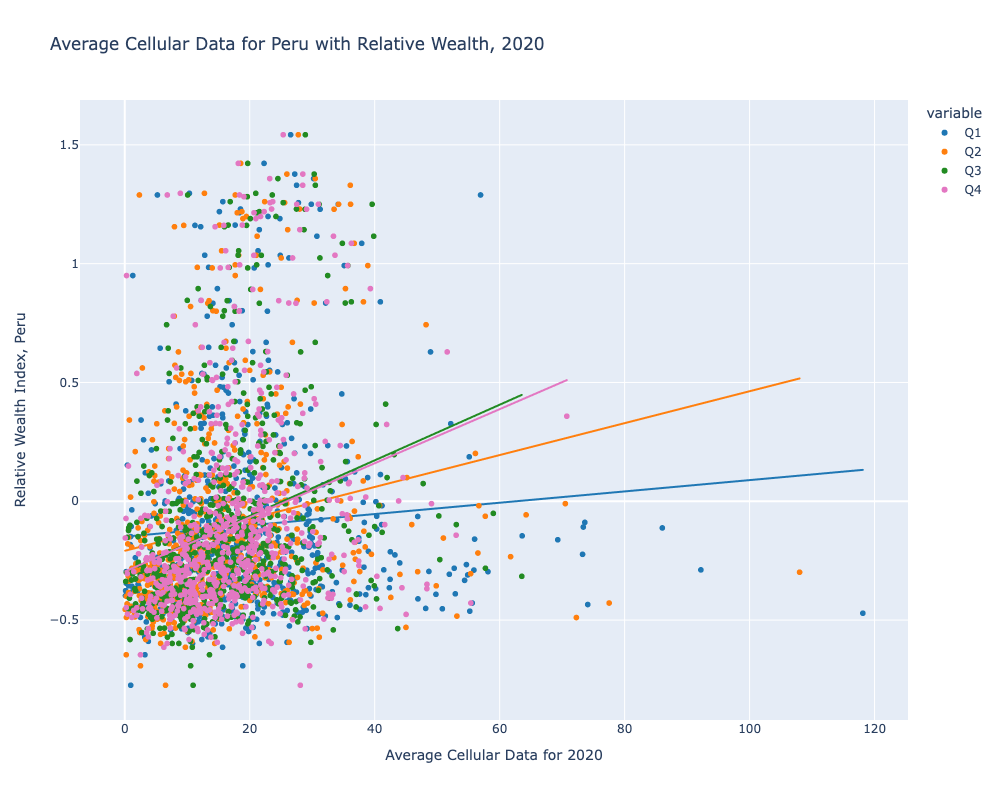 Average Cellular Data for Peru with Relative Wealth, 2020
variable
Q1
Q2
Q3
Q4
Relative Wealth Index, Peru
1.5
1
0.5
0
−0.5
0
20
40
60
80
100
120
Average Cellular Data for 2020